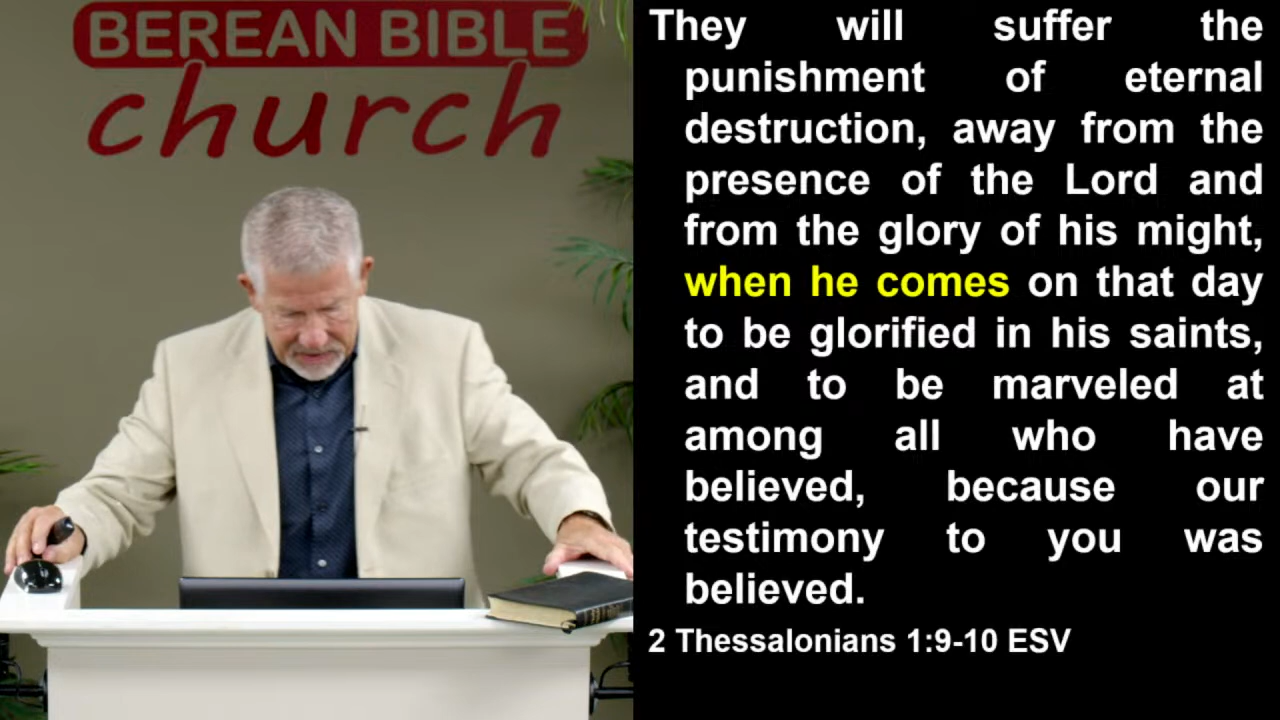 BEREAN BIBLE
church
They will suffer the
punishment of eternal
destruction, away from the
presence of the Lord and
from the glory of his might,
when he comes on that day
to be glorified in his saints,
and to be marveled at
among all who have
believed, because our
testimony to you was
believed.
2 Thessalonians 1:9-10 ESV